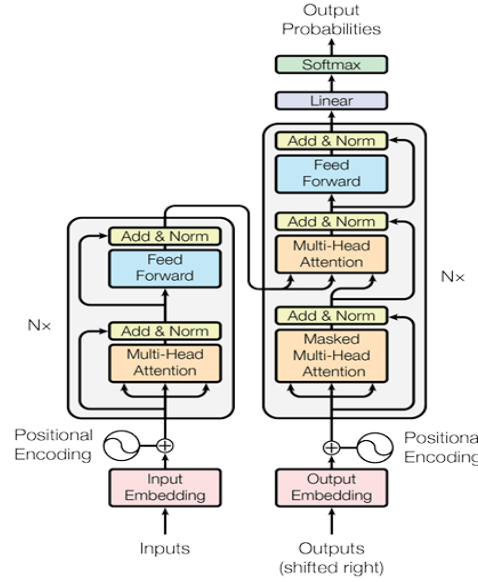 Output
Probabilities
Softmax
Linear
Add & Norm
Feed
Forward
Add & Norm
Multi-Head
Attention
Add & Norm
Masked
Multi-Head
Attention
Nx
Add & Norm
Feed
Forward
Add & Norm
Multi-Head
Attention
Nx
Positional
Encoding
Positional
Encoding
Input
Embedding
Output
Embedding
Inputs
Outputs
(shifted right)